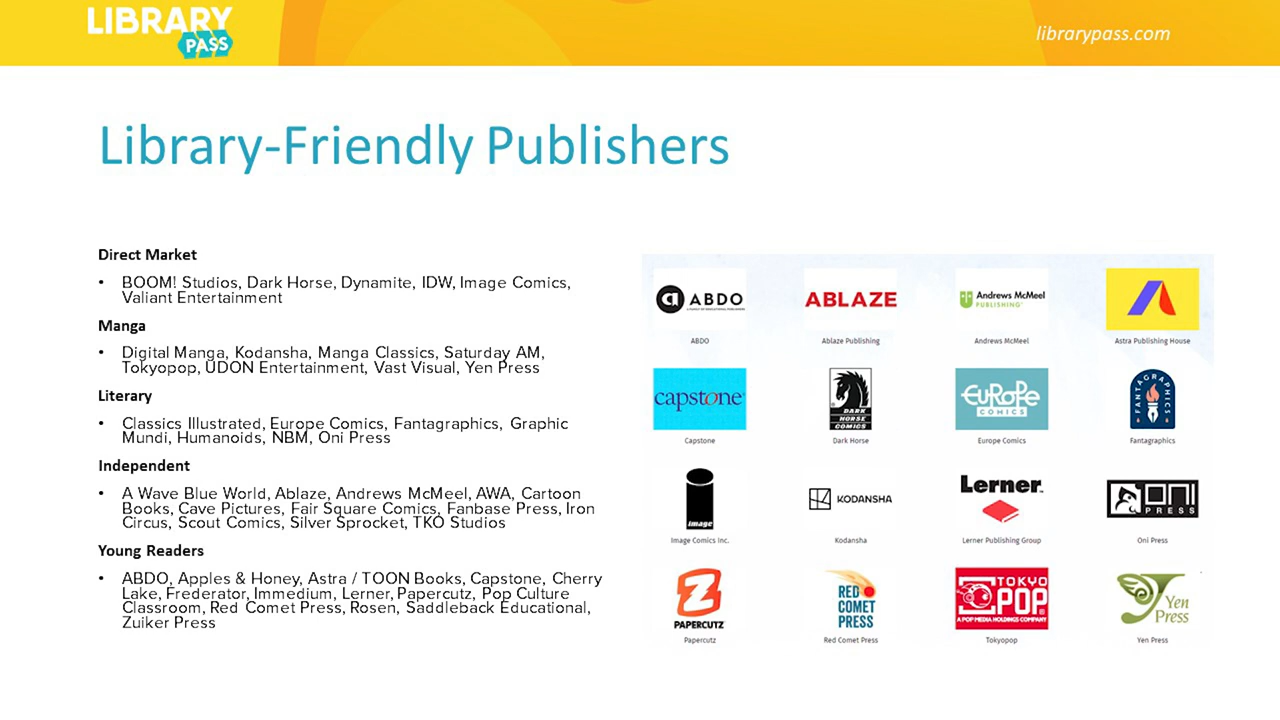 LIBRARY
PASS
librarypass.com
Library-Friendly Publishers
Direct Market
• BOOM! Studios, Dark Horse, Dynamite, IDW, Image Comics,
Valiant Entertainment
Manga
• Digital Manga, Kodansha, Manga Classics, Saturday AM,
Tokyopop, UDON Entertainment, Vast Visual, Yen Press
Literary
• Classics Illustrated, Europe Comics, Fantagraphics, Graphic
Mundi, Humanoids, NBM, Oni Press
Independent
• A Wave Blue World, Ablaze, Andrews McMeel, AWA, Cartoon
Books, Cave Pictures, Fair Square Comics, Fanbase Press, Iron
Circus, Scout Comics, Silver Sprocket, TKO Studios
Young Readers
• ABDO, Apples & Honey, Astra / TOON Books, Capstone, Cherry
Lake, Frederator, Immedium, Lerner, Papercutz, Pop Culture
Classroom, Red Comet Press, Rosen, Saddleback Educational,
Zuiker Press
ABDO
ABLAZE
Andrews McMeel
PUBLISHING
ABDO
Ablaze Publishing
Andrews McMeel
Astra Publishing House
capstone
DARK
HORSE
COMICS
EUROPE
COMICS
FANTAGRAPHICS
Capstone
Dark Horse
Europe Comics
Fantagraphics
image
KODANSHA
Lerner
ONI
PRESS
Image Comics Inc.
Kodansha
Lerner Publishing Group
Oni Press
PAPERCUTZ
RED
COMET
PRESS
TOKYO
POP
A POP MEDIA HOLDINGS COMPANY
Yen
Press
Papercutz
Red Comet Press
Tokyopop
Yen Press